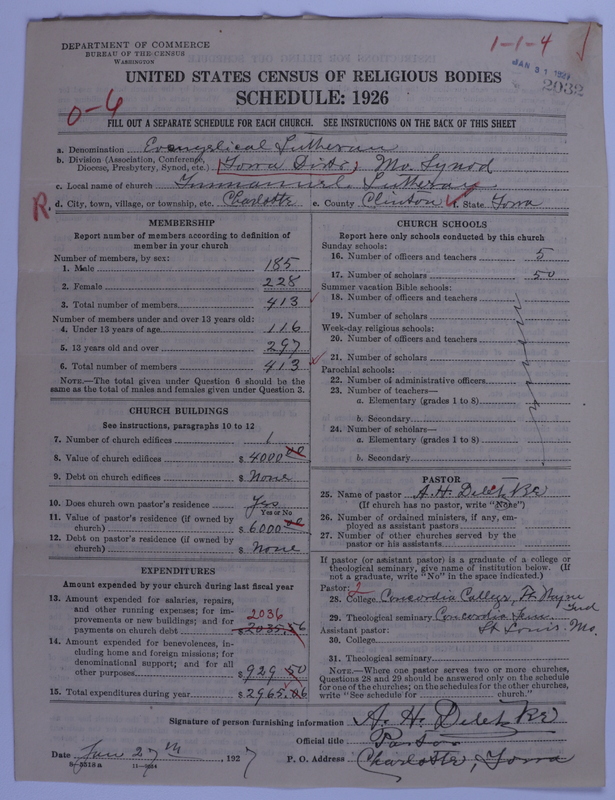 DEPARTMENT OF COMMERCE
BUREAU OF THE CENSUS
WASHINGTON
1-1-4
JAN 31 1927
2032
UNITED STATES CENSUS OF RELIGIOUS BODIES
SCHEDULE: 1926
0-6
FILL OUT A SEPARATE SCHEDULE FOR EACH CHURCH. SEE INSTRUCTIONS ON THE BACK OF THIS SHEET
a. Denomination Evangelical Lutheran
b. Division (Association, Conference, Diocese, Presbytery, Synod, etc.) Iowa Distr., Mo. Synod
c. Local name of church Immanuel Lutheran
R.
d. City, town, village, or township, etc. Charlotte e. County Clinton State Iowa
MEMBERSHIP
Report number of members according to definition of member in your church
Number of members, by sex:
1. Male 185
2. Female 228
3. Total number of members 413
Number of members under and over 13 years old:
4. Under 13 years of age 116
5. 13 years old and over 297
6. Total number of members 413
NOTE.—The total given under Question 6 should be the same as the total of males and females given under Question 3.
CHURCH BUILDINGS
See instructions, paragraphs 10 to 12
7. Number of church edifices 1
8. Value of church edifices $ 4000 00
9. Debt on church edifices $ None
10. Does church own pastor's residence Yes
Yes or No
11. Value of pastor's residence (if owned by church) $ 6000 00
12. Debt on pastor's residence (if owned by church) $ None
EXPENDITURES
Amount expended by your church during last fiscal year
13. Amount expended for salaries, repairs, and other running expenses; for improvements or new buildings; and for payments on church debt 2036 $ 2035.56
14. Amount expended for benevolences, including home and foreign missions; for denominational support; and for all other purposes $ 929 50
15. Total expenditures during year $ 2965.06
CHURCH SCHOOLS
Report here only schools conducted by this church
Sunday schools:
16. Number of officers and teachers 5
17. Number of scholars 50
Summer vacation Bible schools:
18. Number of officers and teachers
19. Number of scholars
Week-day religious schools:
20. Number of officers and teachers
21. Number of scholars
Parochial schools:
22. Number of administrative officers
23. Number of teachers—
a. Elementary (grades 1 to 8)
b. Secondary
24. Number of scholars—
a. Elementary (grades 1 to 8)
b. Secondary
PASTOR
25. Name of pastor A. H.
(If church has no pastor, write "None")
26. Number of ordained ministers, if any, employed as assistant pastors
27. Number of other churches served by the pastor or his assistants
If pastor (or assistant pastor) is a graduate of a college or theological seminary, give name of institution below. (If not a graduate, write "No" in the space indicated.)
Pastor: 2
28. College Concordia College, Ft. Wayne Ind
29. Theological seminary Concordia Sem. St Louis Mo.
Assistant pastor:
30. College
31. Theological seminary
NOTE.—Where one pastor serves two or more churches, Questions 28 and 29 should be answered only on the schedule for one of the churches; on the schedules for the other churches, write "See schedule for church."
Signature of person furnishing information A. H.
Official title Pastor
Date Jan 27th 1927 P. O. Address Charlotte, Iowa
8-5518 a